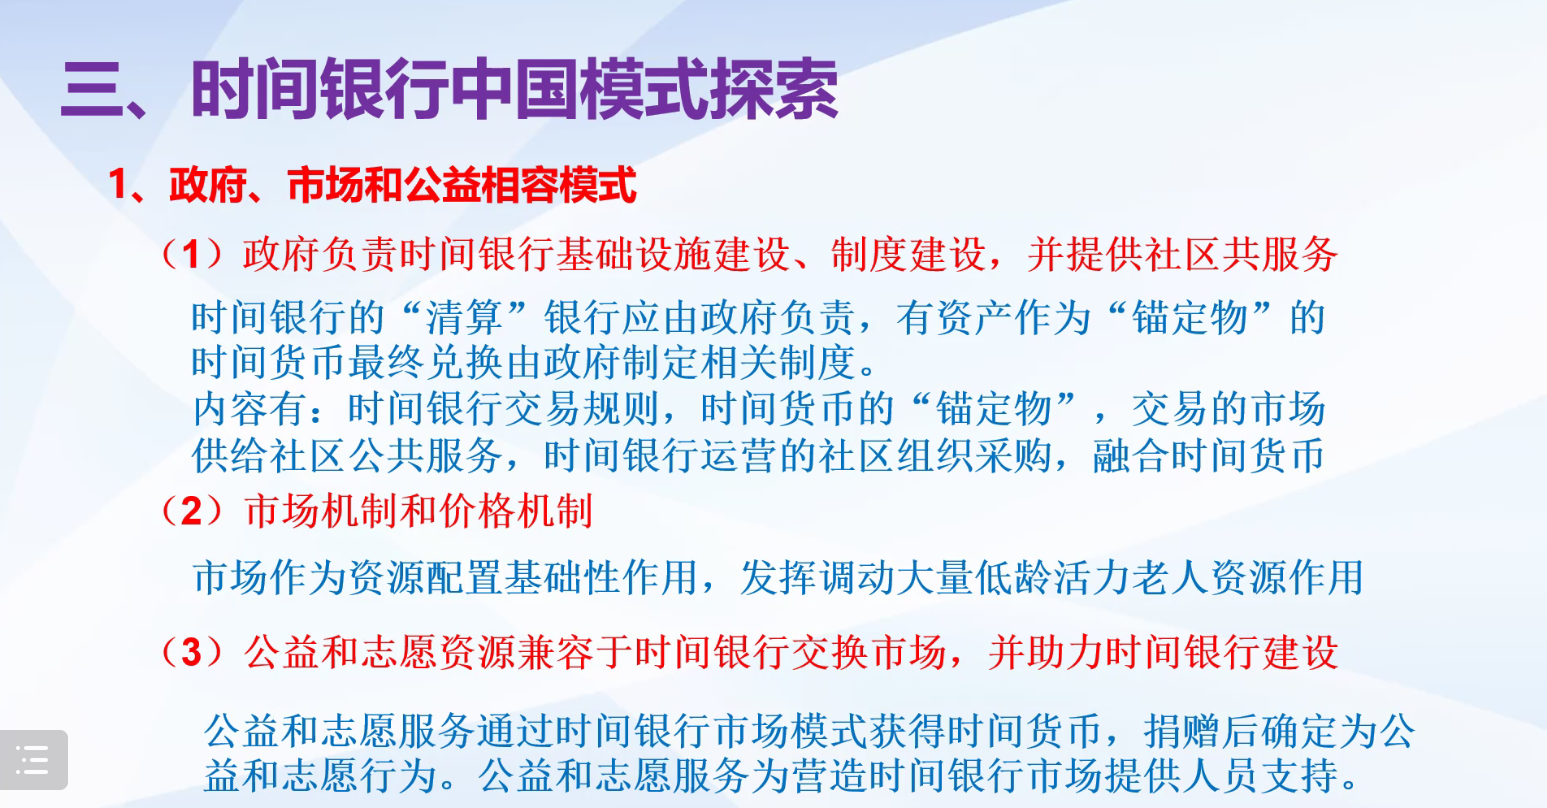 三、时间银行中国模式探索
1、政府、市场和公益相容模式
（1）政府负责时间银行基础设施建设、制度建设，并提供社区共服务
时间银行的“清算”银行应由政府负责，有资产作为“锚定物”的
时间货币最终兑换由政府制定相关制度。
内容有：时间银行交易规则，时间货币的“锚定物”，交易的市场
供给社区公共服务，时间银行运营的社区组织采购，融合时间货币
（2）市场机制和价格机制
市场作为资源配置基础性作用，发挥调动大量低龄活力老人资源作用
（3）公益和志愿资源兼容于时间银行交换市场，并助力时间银行建设
公益和志愿服务通过时间银行市场模式获得时间货币，捐赠后确定为公
益和志愿行为。公益和志愿服务为营造时间银行市场提供人员支持。